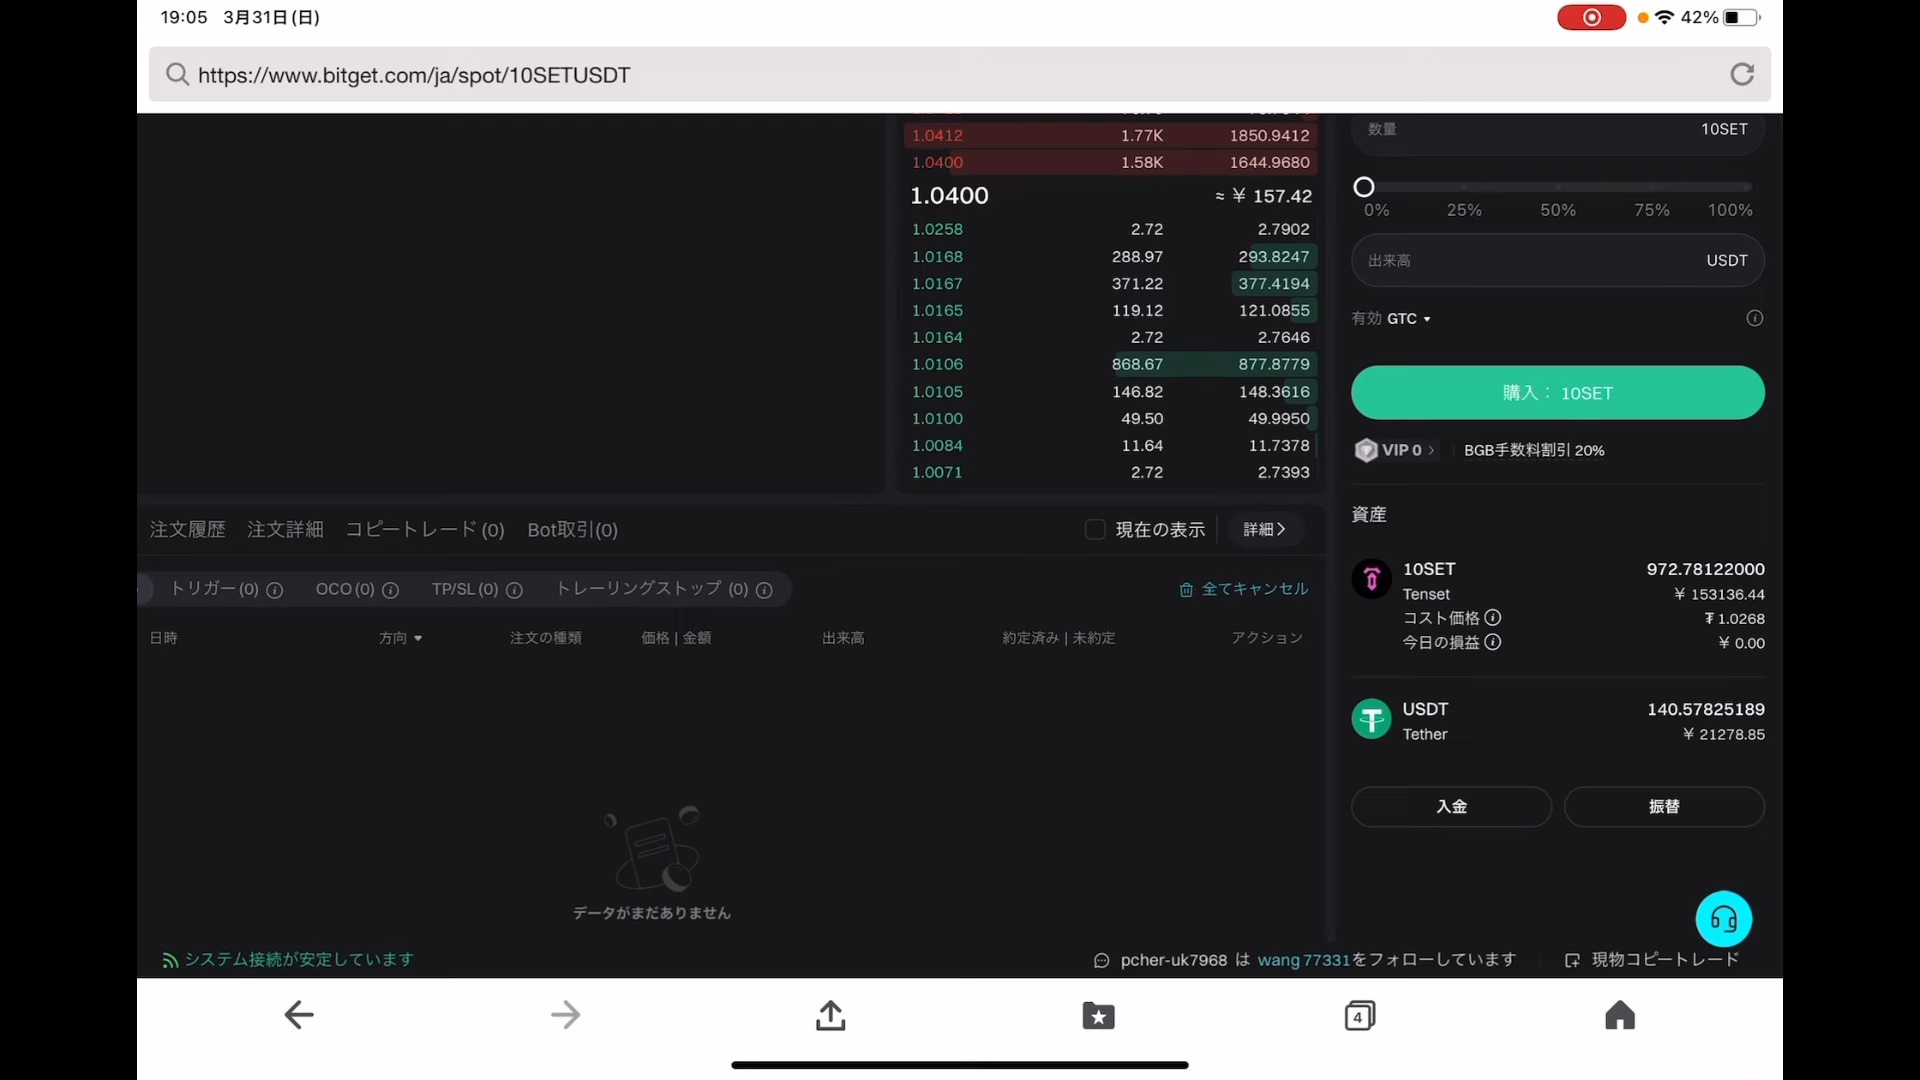 19:05 3月31日(日)
42%
https://www.bitget.com/ja/spot/10SETUSDT
1.0412 1.77K 1850.9412
1.0400 1.58K 1644.9680
1.0400 ≈ ¥ 157.42
1.0258 2.72 2.7902
1.0168 288.97 293.8247
1.0167 371.22 377.4194
1.0165 119.12 121.0855
1.0164 2.72 2.7646
1.0106 868.67 877.8779
1.0105 146.82 148.3616
1.0100 49.50 49.9950
1.0084 11.64 11.7378
1.0071 2.72 2.7393
数量 10SET
0% 25% 50% 75% 100%
出来高 USDT
有効 GTC
購入： 10SET
VIP 0 BGB手数料割引 20%
資産
10SET 972.78122000
Tenset ¥ 153136.44
コスト価格 ₮ 1.0268
今日の損益 ¥ 0.00
USDT 140.57825189
Tether ¥ 21278.85
入金 振替
注文履歴 注文詳細 コピートレード (0) Bot取引(0) 現在の表示 詳細
トリガー(0) OCO(0) TP/SL(0) トレーリングストップ (0) 全てキャンセル
日時 方向 注文の種類 価格 | 金額 出来高 約定済み | 未約定 アクション
データがまだありません
システム接続が安定しています pcher-uk7968 は wang77331をフォローしています 現物コピートレード
4